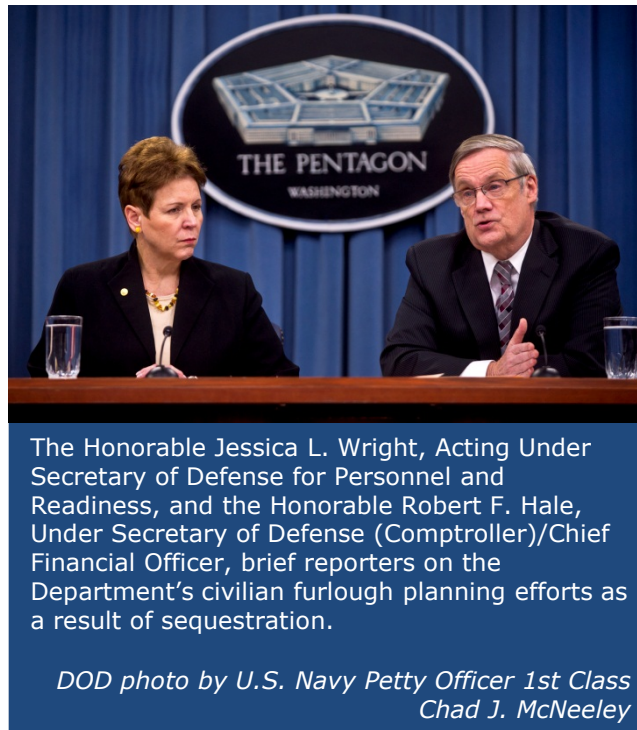 THE PENTAGON
WASHINGTON
The Honorable Jessica L. Wright, Acting Under
Secretary of Defense for Personnel and
Readiness, and the Honorable Robert F. Hale,
Under Secretary of Defense (Comptroller)/Chief
Financial Officer, brief reporters on the
Department’s civilian furlough planning efforts as
a result of sequestration.
DOD photo by U.S. Navy Petty Officer 1st Class
Chad J. McNeeley